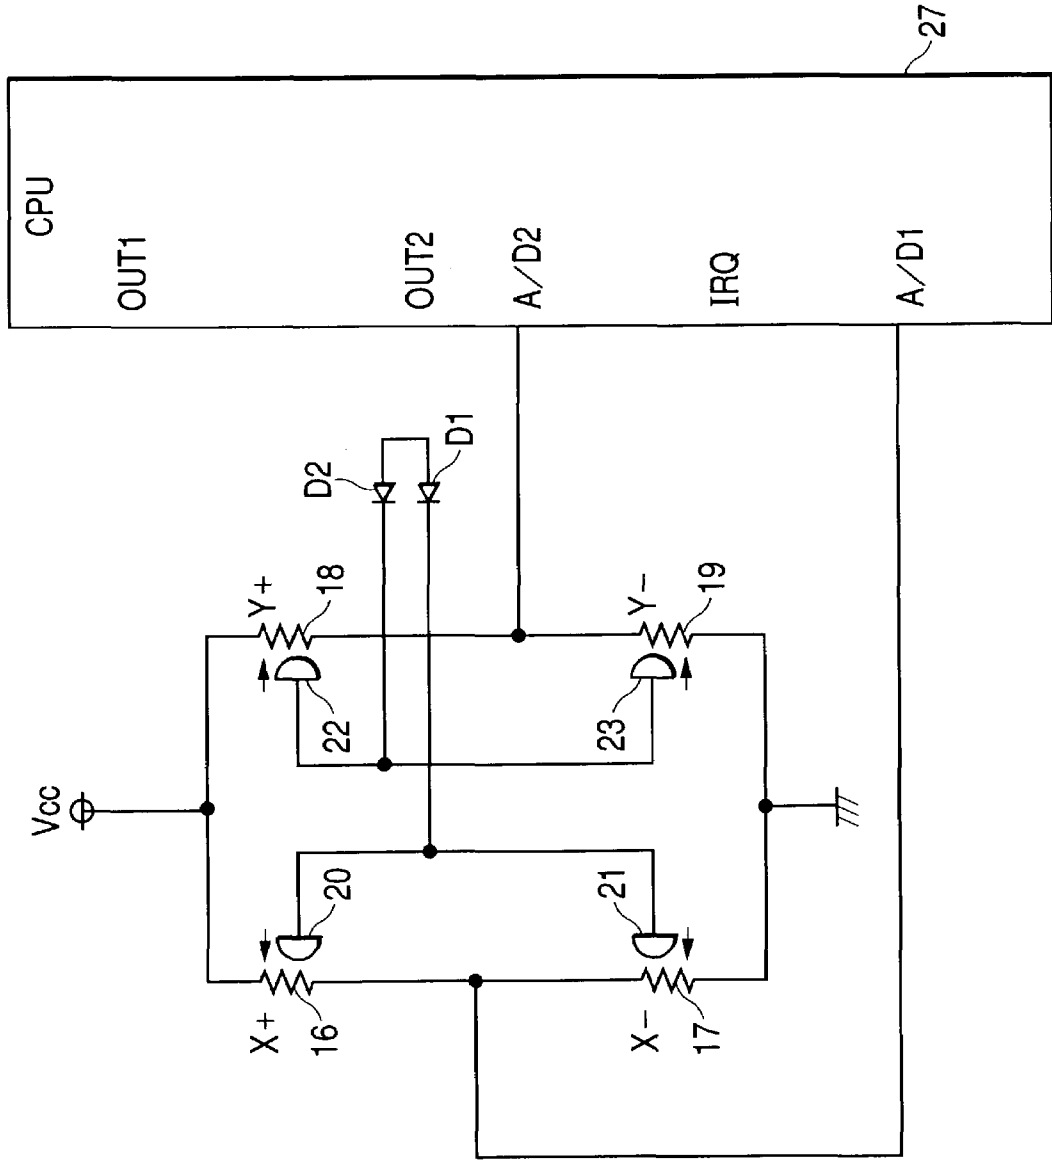 CPU
OUT1
OUT2
A/D2
IRQ
A/D1
27
D2
D1
Y+
18
Y-
19
22
23
Vcc
20
21
X+
16
X-
17